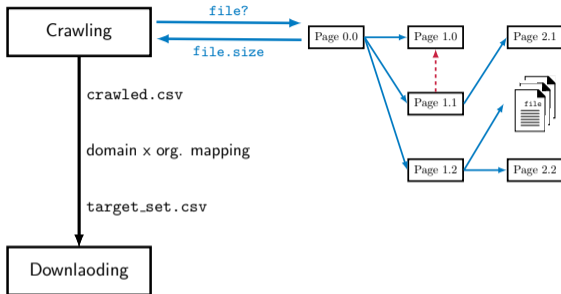 Crawling
file?
file.size
Page 0.0
Page 1.0
Page 2.1
Page 1.1
file
Page 1.2
Page 2.2
crawled.csv
domain x org. mapping
target_set.csv
Downlaoding